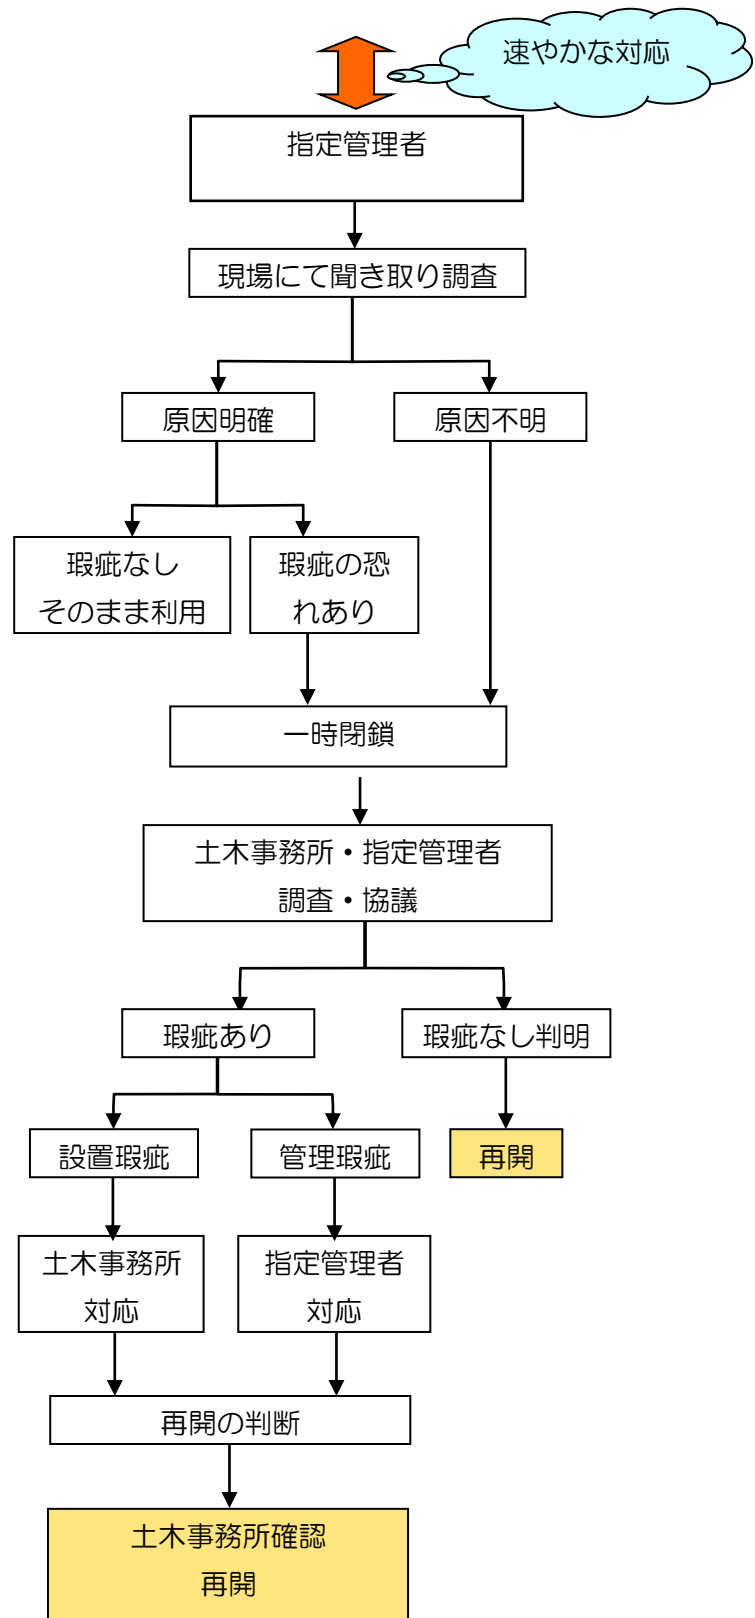 速やかな対応
指定管理者
現場にて聞き取り調査
原因明確
原因不明
瑕疵なし
そのまま利用
瑕疵の恐
れあり
一時閉鎖
土木事務所・指定管理者
調査・協議
瑕疵あり
瑕疵なし判明
設置瑕疵
管理瑕疵
再開
土木事務所
対応
指定管理者
対応
再開の判断
土木事務所確認
再開